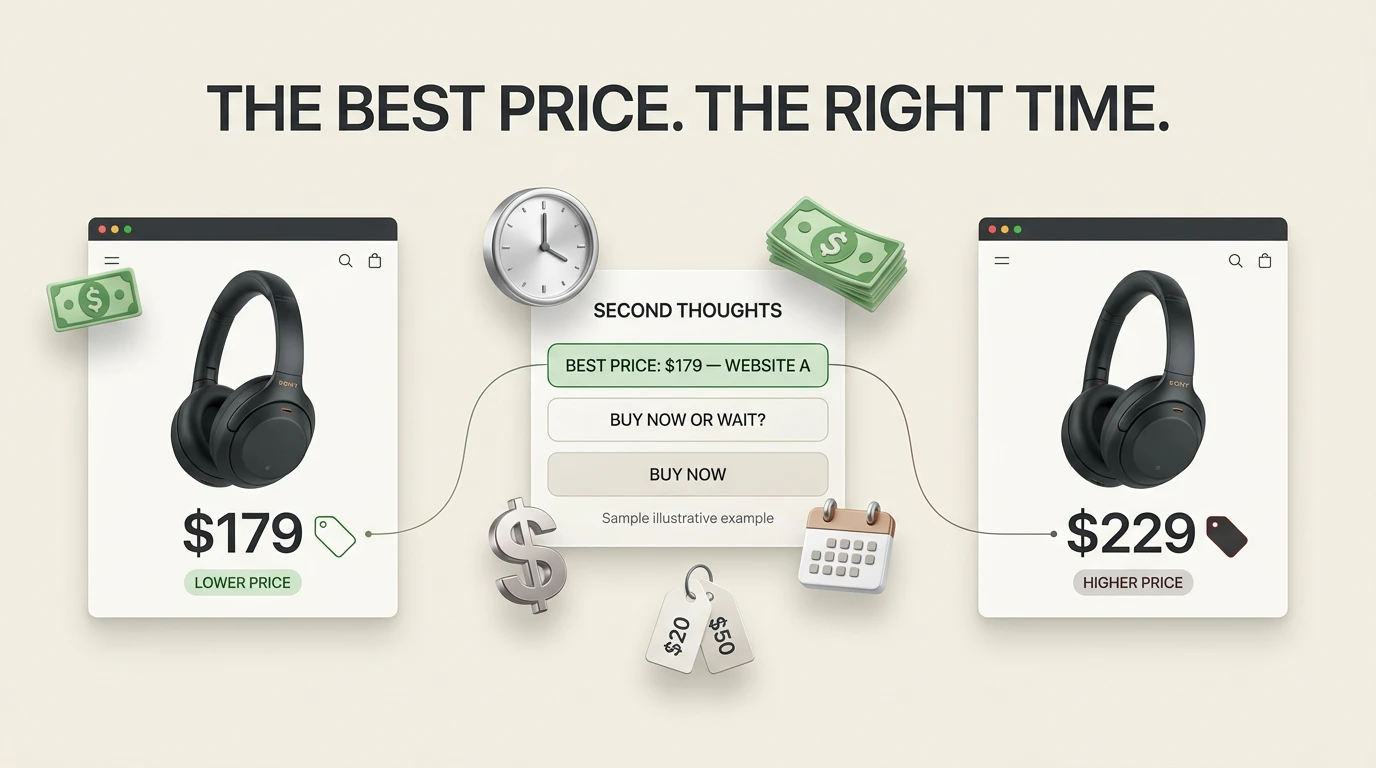 THE BEST PRICE. THE RIGHT TIME.
$179
LOWER PRICE
SECOND THOUGHTS
BEST PRICE: $179 — WEBSITE A
BUY NOW OR WAIT?
BUY NOW
Sample illustrative example
$20
$50
$229
HIGHER PRICE